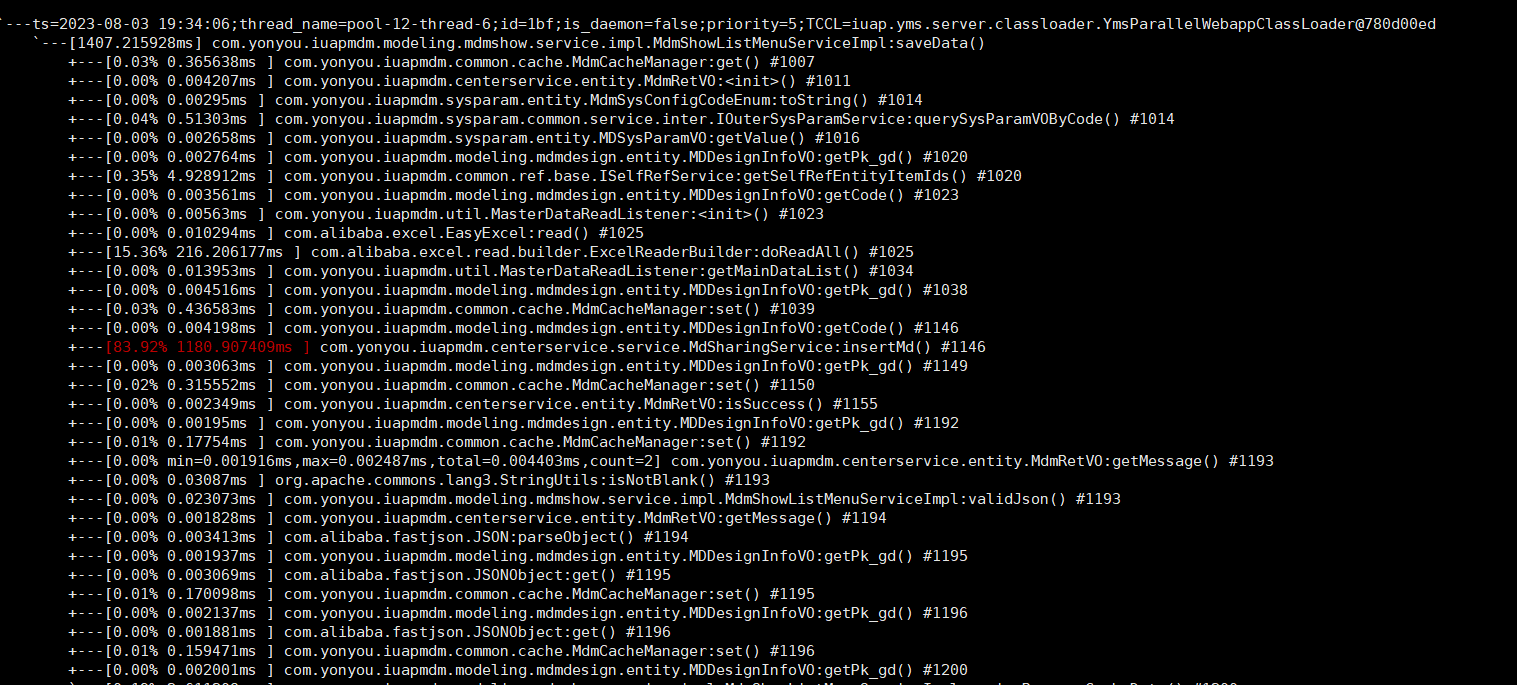 `---ts=2023-08-03 19:34:06;thread_name=pool-12-thread-6;id=1bf;is_daemon=false;priority=5;TCCL=iuap.yms.server.classloader.YmsParallelWebappClassLoader@780d00ed
`---[1407.215928ms] com.yonyou.iuapmdm.modeling.mdmshow.service.impl.MdmShowListMenuServiceImpl:saveData()
+---[0.03% 0.365638ms ] com.yonyou.iuapmdm.common.cache.MdmCacheManager:get() #1007
+---[0.00% 0.004207ms ] com.yonyou.iuapmdm.centerservice.entity.MdmRetVO:<init>() #1011
+---[0.00% 0.00295ms ] com.yonyou.iuapmdm.sysparam.entity.MdmSysConfigCodeEnum:toString() #1014
+---[0.04% 0.51303ms ] com.yonyou.iuapmdm.sysparam.common.service.inter.IOuterSysParamService:querySysParamVOByCode() #1014
+---[0.00% 0.002658ms ] com.yonyou.iuapmdm.sysparam.entity.MDSysParamVO:getValue() #1016
+---[0.00% 0.002764ms ] com.yonyou.iuapmdm.modeling.mdmdesign.entity.MDDesignInfoVO:getPk_gd() #1020
+---[0.35% 4.928912ms ] com.yonyou.iuapmdm.common.ref.base.ISelfRefService:getSelfRefEntityItemIds() #1020
+---[0.00% 0.003561ms ] com.yonyou.iuapmdm.modeling.mdmdesign.entity.MDDesignInfoVO:getCode() #1023
+---[0.00% 0.00563ms ] com.yonyou.iuapmdm.util.MasterDataReadListener:<init>() #1023
+---[0.00% 0.010294ms ] com.alibaba.excel.EasyExcel:read() #1025
+---[15.36% 216.206177ms ] com.alibaba.excel.read.builder.ExcelReaderBuilder:doReadAll() #1025
+---[0.00% 0.013953ms ] com.yonyou.iuapmdm.util.MasterDataReadListener:getMainDataList() #1034
+---[0.00% 0.004516ms ] com.yonyou.iuapmdm.modeling.mdmdesign.entity.MDDesignInfoVO:getPk_gd() #1038
+---[0.03% 0.436583ms ] com.yonyou.iuapmdm.common.cache.MdmCacheManager:set() #1039
+---[0.00% 0.004198ms ] com.yonyou.iuapmdm.modeling.mdmdesign.entity.MDDesignInfoVO:getCode() #1146
+---[83.92% 1180.907409ms ] com.yonyou.iuapmdm.centerservice.service.MdSharingService:insertMd() #1146
+---[0.00% 0.003063ms ] com.yonyou.iuapmdm.modeling.mdmdesign.entity.MDDesignInfoVO:getPk_gd() #1149
+---[0.02% 0.315552ms ] com.yonyou.iuapmdm.common.cache.MdmCacheManager:set() #1150
+---[0.00% 0.002349ms ] com.yonyou.iuapmdm.centerservice.entity.MdmRetVO:isSuccess() #1155
+---[0.00% 0.00195ms ] com.yonyou.iuapmdm.modeling.mdmdesign.entity.MDDesignInfoVO:getPk_gd() #1192
+---[0.01% 0.17754ms ] com.yonyou.iuapmdm.common.cache.MdmCacheManager:set() #1192
+---[0.00% min=0.001916ms,max=0.002487ms,total=0.004403ms,count=2] com.yonyou.iuapmdm.centerservice.entity.MdmRetVO:getMessage() #1193
+---[0.00% 0.03087ms ] org.apache.commons.lang3.StringUtils:isNotBlank() #1193
+---[0.00% 0.023073ms ] com.yonyou.iuapmdm.modeling.mdmshow.service.impl.MdmShowListMenuServiceImpl:validJson() #1193
+---[0.00% 0.001828ms ] com.yonyou.iuapmdm.centerservice.entity.MdmRetVO:getMessage() #1194
+---[0.00% 0.003413ms ] com.alibaba.fastjson.JSON:parseObject() #1194
+---[0.00% 0.001937ms ] com.yonyou.iuapmdm.modeling.mdmdesign.entity.MDDesignInfoVO:getPk_gd() #1195
+---[0.00% 0.003069ms ] com.alibaba.fastjson.JSONObject:get() #1195
+---[0.01% 0.170098ms ] com.yonyou.iuapmdm.common.cache.MdmCacheManager:set() #1195
+---[0.00% 0.002137ms ] com.yonyou.iuapmdm.modeling.mdmdesign.entity.MDDesignInfoVO:getPk_gd() #1196
+---[0.00% 0.001881ms ] com.alibaba.fastjson.JSONObject:get() #1196
+---[0.01% 0.159471ms ] com.yonyou.iuapmdm.common.cache.MdmCacheManager:set() #1196
+---[0.00% 0.002001ms ] com.yonyou.iuapmdm.modeling.mdmdesign.entity.MDDesignInfoVO:getPk_gd() #1200